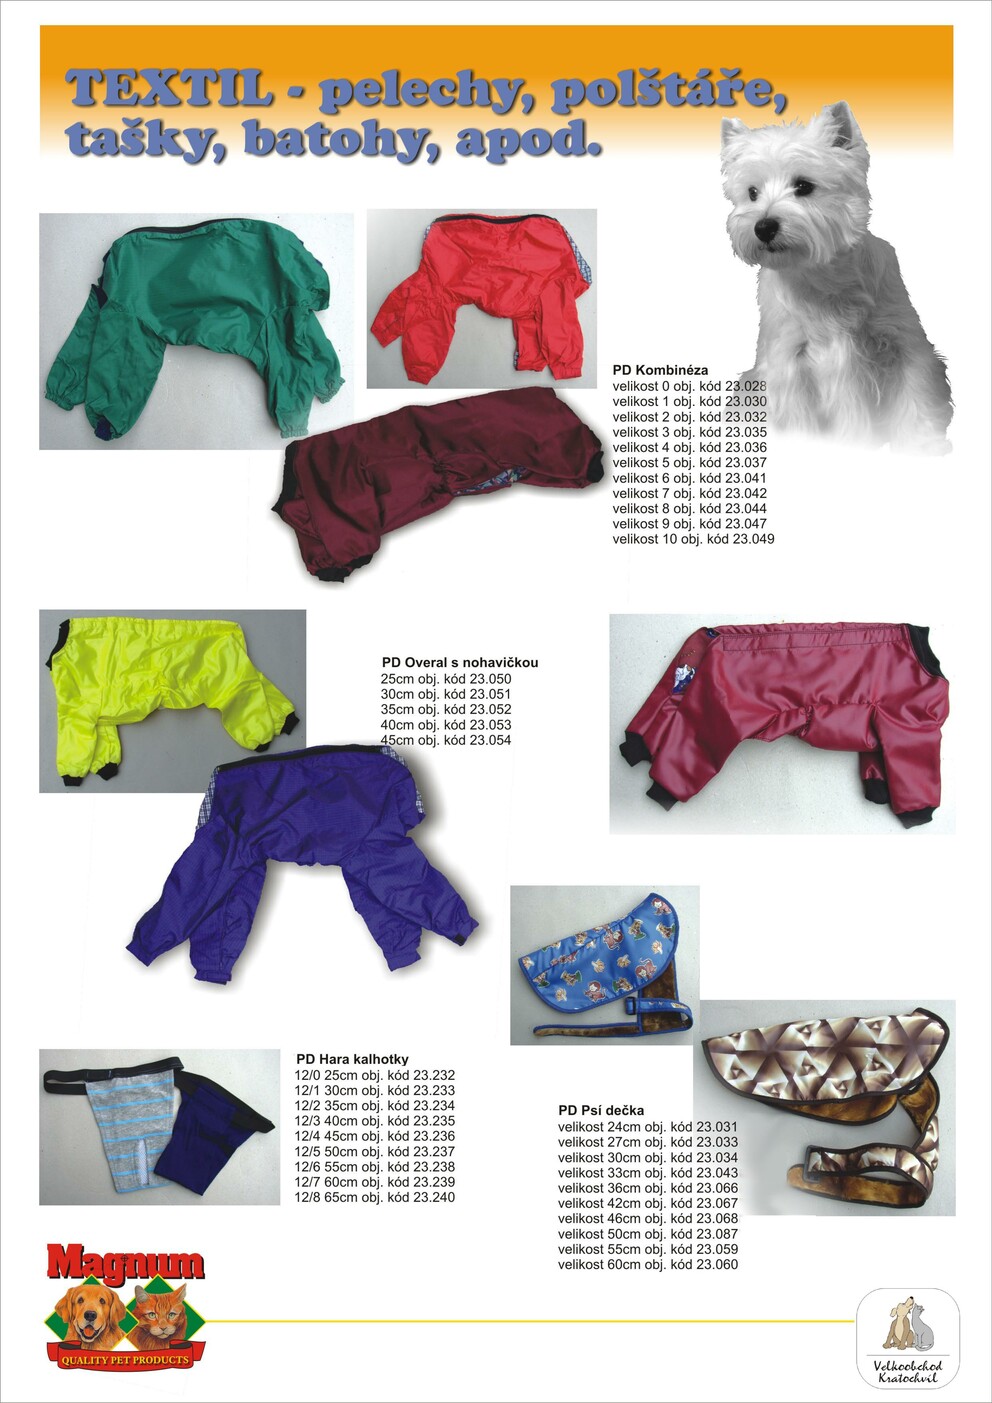 TEXTIL - pelechy, polštáře,
tašky, batohy, apod.
PD Kombinéza
velikost 0 obj. kód 23.028
velikost 1 obj. kód 23.030
velikost 2 obj. kód 23.032
velikost 3 obj. kód 23.035
velikost 4 obj. kód 23.036
velikost 5 obj. kód 23.037
velikost 6 obj. kód 23.041
velikost 7 obj. kód 23.042
velikost 8 obj. kód 23.044
velikost 9 obj. kód 23.047
velikost 10 obj. kód 23.049
PD Overal s nohavičkou
25cm obj. kód 23.050
30cm obj. kód 23.051
35cm obj. kód 23.052
40cm obj. kód 23.053
45cm obj. kód 23.054
PD Hara kalhotky
12/0 25cm obj. kód 23.232
12/1 30cm obj. kód 23.233
12/2 35cm obj. kód 23.234
12/3 40cm obj. kód 23.235
12/4 45cm obj. kód 23.236
12/5 50cm obj. kód 23.237
12/6 55cm obj. kód 23.238
12/7 60cm obj. kód 23.239
12/8 65cm obj. kód 23.240
PD Psí dečka
velikost 24cm obj. kód 23.031
velikost 27cm obj. kód 23.033
velikost 30cm obj. kód 23.034
velikost 33cm obj. kód 23.043
velikost 36cm obj. kód 23.066
velikost 42cm obj. kód 23.067
velikost 46cm obj. kód 23.068
velikost 50cm obj. kód 23.087
velikost 55cm obj. kód 23.059
velikost 60cm obj. kód 23.060
Magnum
QUALITY PET PRODUCTS
Velkoobchod
Kratochvíl